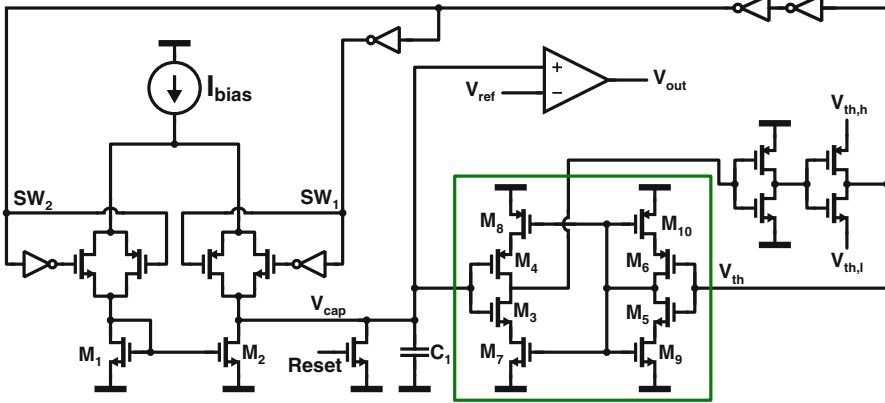 I_bias
+
−
V_ref
V_out
V_th,h
SW_2
SW_1
M_8
M_10
M_4
M_6
V_th
V_th,l
V_cap
M_3
M_5
M_1
M_2
Reset
C_1
M_7
M_9